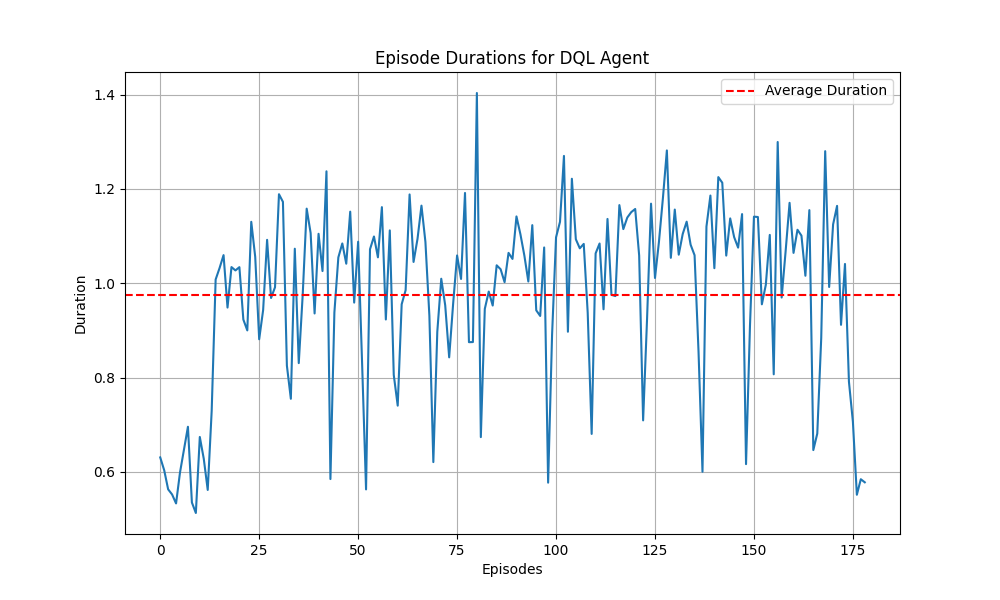 Episode Durations for DQL Agent
Average Duration
1.4
1.2
1.0
0.8
0.6
Duration
0 25 50 75 100 125 150 175
Episodes